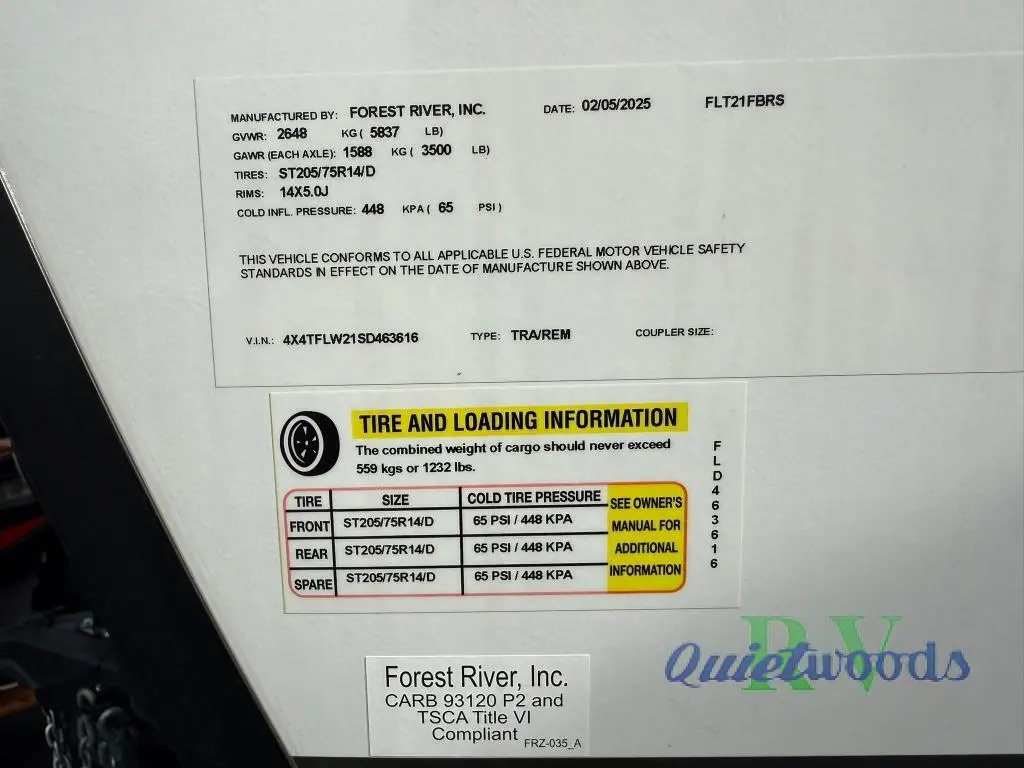 MANUFACTURED BY: FOREST RIVER, INC. DATE: 02/05/2025 FLT21FBRS
GVWR: 2648 KG ( 5837 LB)
GAWR (EACH AXLE): 1588 KG ( 3500 LB)
TIRES: ST205/75R14/D
RIMS: 14X5.0J
COLD INFL. PRESSURE: 448 KPA ( 65 PSI )
THIS VEHICLE CONFORMS TO ALL APPLICABLE U.S. FEDERAL MOTOR VEHICLE SAFETY
STANDARDS IN EFFECT ON THE DATE OF MANUFACTURE SHOWN ABOVE.
V.I.N.: 4X4TFLW21SD463616 TYPE: TRA/REM COUPLER SIZE:
TIRE AND LOADING INFORMATION
The combined weight of cargo should never exceed
559 kgs or 1232 lbs.
TIRE SIZE COLD TIRE PRESSURE
FRONT ST205/75R14/D 65 PSI / 448 KPA
REAR ST205/75R14/D 65 PSI / 448 KPA
SPARE ST205/75R14/D 65 PSI / 448 KPA
SEE OWNER'S
MANUAL FOR
ADDITIONAL
INFORMATION
FLD463616
Forest River, Inc.
CARB 93120 P2 and
TSCA Title VI
Compliant FRZ-035_A
RV
Quietwoods